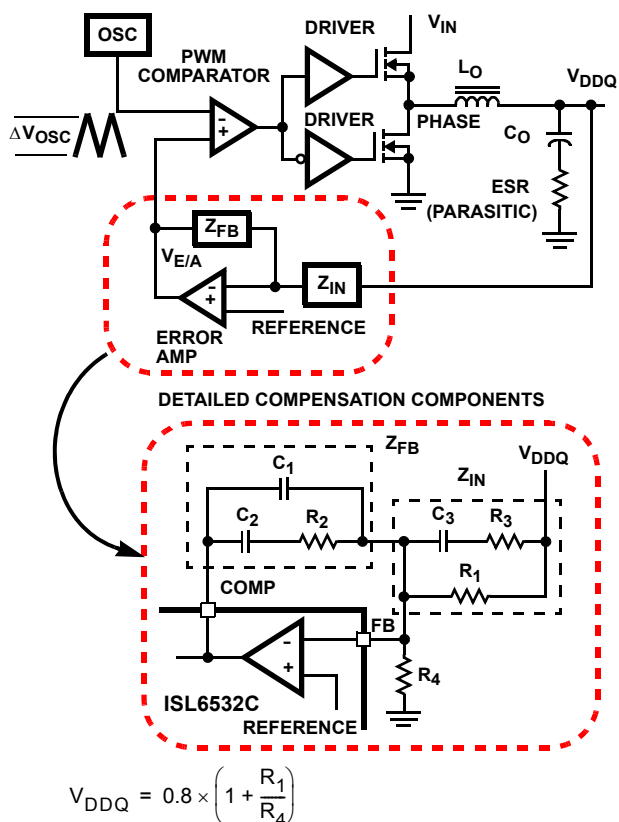 OSC
PWM
COMPARATOR
DRIVER
V_IN
-
+
ΔV_OSC
DRIVER
PHASE
L_O
V_DDQ
C_O
ESR
(PARASITIC)
Z_FB
V_E/A
-
+
Z_IN
REFERENCE
ERROR
AMP
DETAILED COMPENSATION COMPONENTS
Z_FB
V_DDQ
C_1
Z_IN
C_2
R_2
C_3
R_3
R_1
COMP
FB
-
+
R_4
ISL6532C
REFERENCE
V_DDQ = 0.8 × (1 + R_1/R_4)